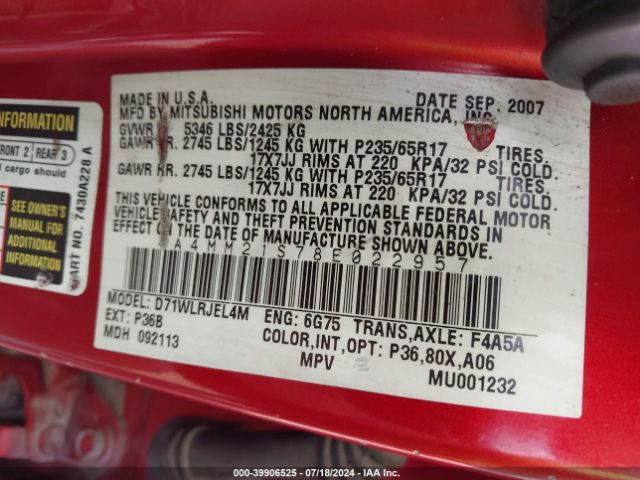 INFORMATION
FRONT 2 REAR 3
cargo should
SEE OWNER'S
MANUAL FOR
ADDITIONAL
INFORMATION
PART NO. 7430A228 A
MADE IN U.S.A. DATE SEP. 2007
MFD BY MITSUBISHI MOTORS NORTH AMERICA, INC.
GVWR 5346 LBS/2425 KG
GAWR FR. 2745 LBS/1245 KG WITH P235/65R17 TIRES.
17X7JJ RIMS AT 220 KPA/32 PSI COLD.
GAWR RR. 2745 LBS/1245 KG WITH P235/65R17 TIRES.
17X7JJ RIMS AT 220 KPA/32 PSI COLD.
THIS VEHICLE CONFORMS TO ALL APPLICABLE FEDERAL MOTOR
VEHICLE SAFETY AND THEFT PREVENTION STANDARDS IN
EFFECT ON THE DATE OF MANUFACTURE SHOWN ABOVE.
A4MM21S78E022957
MODEL: D71WLRJEL4M ENG: 6G75 TRANS,AXLE: F4A5A
EXT: P36B COLOR,INT,OPT: P36,80X,A06
MDH 092113 MPV
MU001232
000-39906525 - 07/18/2024 - IAA Inc.